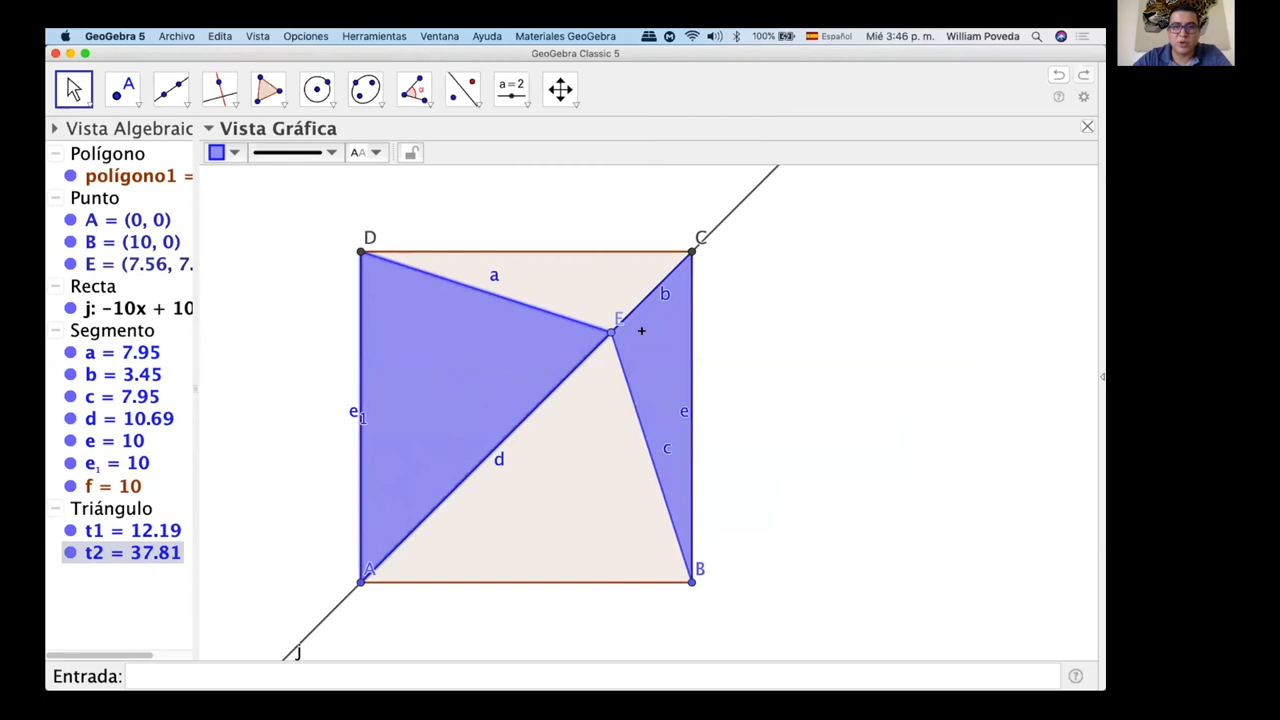 GeoGebra 5 Archivo Edita Vista Opciones Herramientas Ventana Ayuda Materiales GeoGebra 100% Español Mié 3:46 p. m. William Poveda
GeoGebra Classic 5
A
α
a=2
Vista Algebraic
Vista Gráfica
AA
Polígono
polígono1 =
Punto
A = (0, 0)
B = (10, 0)
E = (7.56, 7.
Recta
j: -10x + 10
Segmento
a = 7.95
b = 3.45
c = 7.95
d = 10.69
e = 10
e₁ = 10
f = 10
Triángulo
t1 = 12.19
t2 = 37.81
D
C
a
b
E
e₁
e
c
d
A
B
j
Entrada: